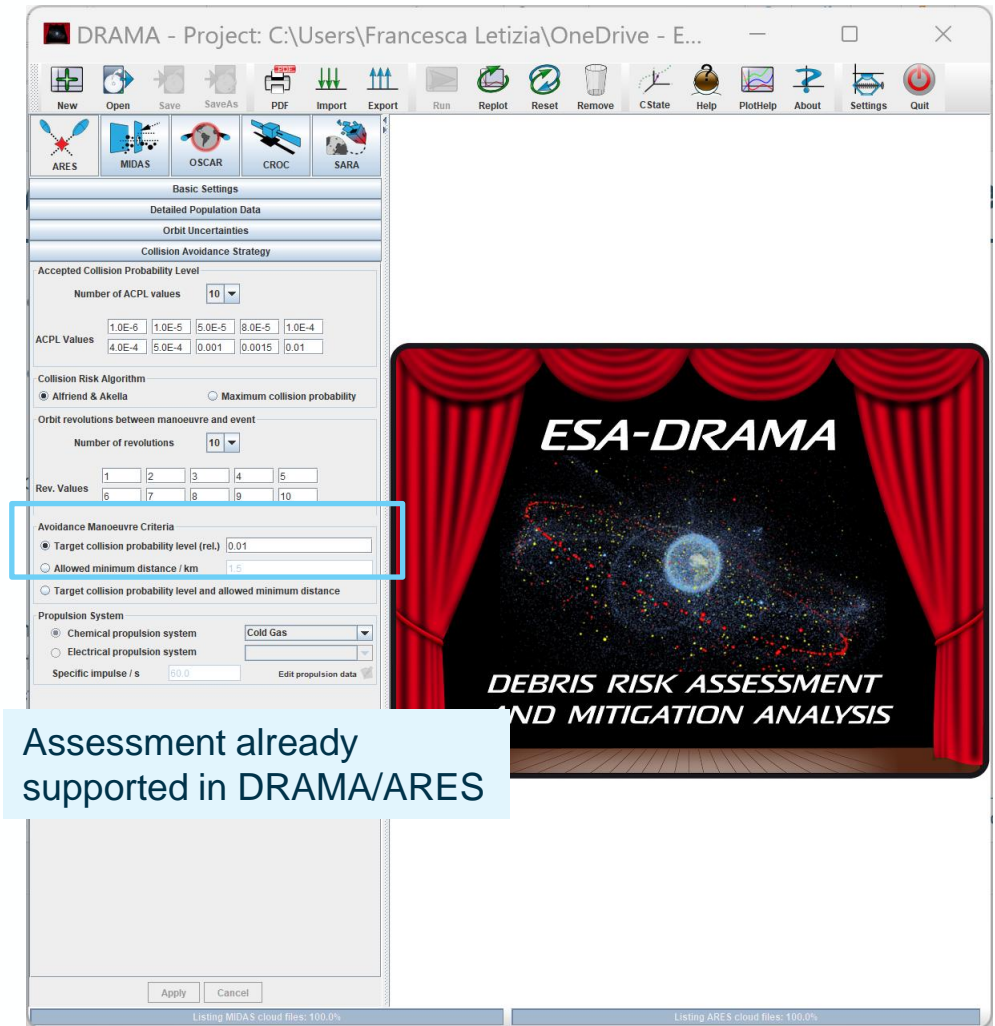 DRAMA - Project: C:\Users\Francesca Letizia\OneDrive - E...
New Open Save SaveAs PDF Import Export Run Replot Reset Remove CState Help PlotHelp About Settings Quit
ARES MIDAS OSCAR CROC SARA
Basic Settings
Detailed Population Data
Orbit Uncertainties
Collision Avoidance Strategy
Accepted Collision Probability Level
Number of ACPL values 10
ACPL Values
1.0E-6 1.0E-5 5.0E-5 8.0E-5 1.0E-4
4.0E-4 5.0E-4 0.001 0.0015 0.01
Collision Risk Algorithm
Alfriend & Akella Maximum collision probability
Orbit revolutions between manoeuvre and event
Number of revolutions 10
Rev. Values
1 2 3 4 5
6 7 8 9 10
Avoidance Manoeuvre Criteria
Target collision probability level (rel.) 0.01
Allowed minimum distance / km 1.5
Target collision probability level and allowed minimum distance
Propulsion System
Chemical propulsion system Cold Gas
Electrical propulsion system
Specific impulse / s 60.0 Edit propulsion data
ESA-DRAMA
DEBRIS RISK ASSESSMENT
AND MITIGATION ANALYSIS
Assessment already
supported in DRAMA/ARES
Apply Cancel
Listing MIDAS cloud files: 100.0% Listing ARES cloud files: 100.0%